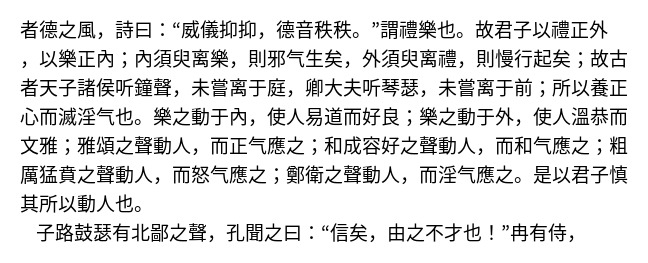 者德之風，詩曰：“威儀抑抑，德音秩秩。”謂禮樂也。故君子以禮正外
，以樂正內；內須臾离樂，則邪气生矣，外須臾离禮，則慢行起矣；故古
者天子諸侯听鐘聲，未嘗离于庭，卿大夫听琴瑟，未嘗离于前；所以養正
心而滅淫气也。樂之動于內，使人易道而好良；樂之動于外，使人溫恭而
文雅；雅頌之聲動人，而正气應之；和成容好之聲動人，而和气應之；粗
厲猛賁之聲動人，而怒气應之；鄭衛之聲動人，而淫气應之。是以君子慎
其所以動人也。
子路鼓瑟有北鄙之聲，孔聞之曰：“信矣，由之不才也！”冉有侍，